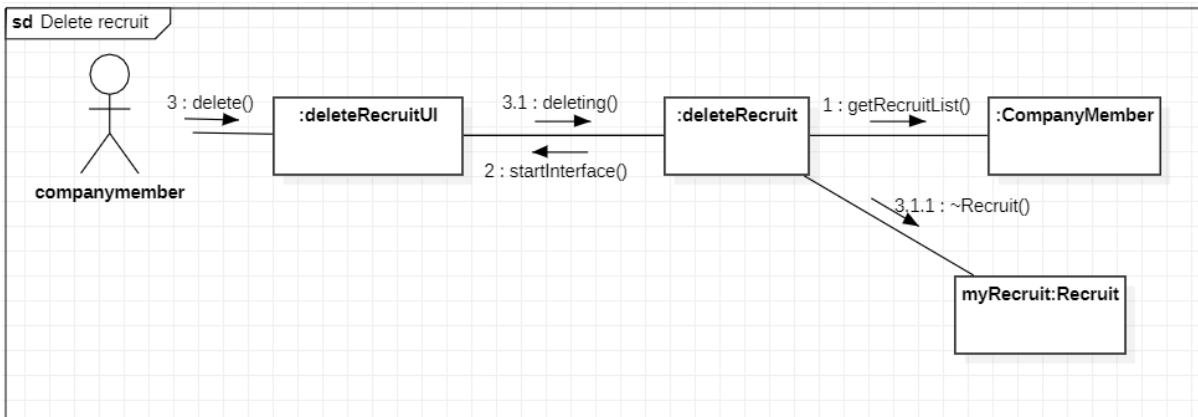 sd Delete recruit
3 : delete()
:deleteRecruitUI
3.1 : deleting()
2 : startInterface()
:deleteRecruit
1 : getRecruitList()
:CompanyMember
companymember
3.1.1 : ~Recruit()
myRecruit:Recruit